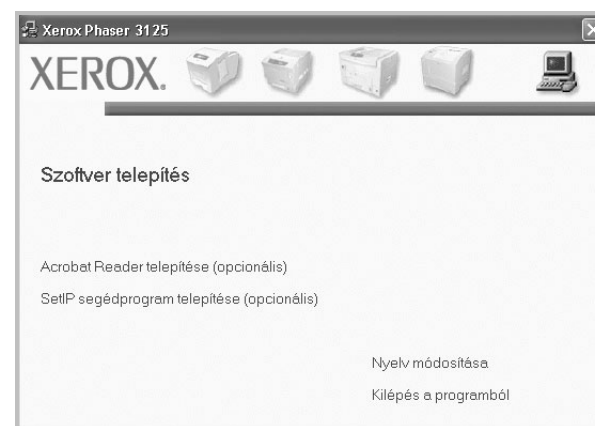 Xerox Phaser 3125
XEROX.
Szoftver telepítés
Acrobat Reader telepítése (opcionális)
SetIP segédprogram telepítése (opcionális)
Nyelv módosítása
Kilépés a programból